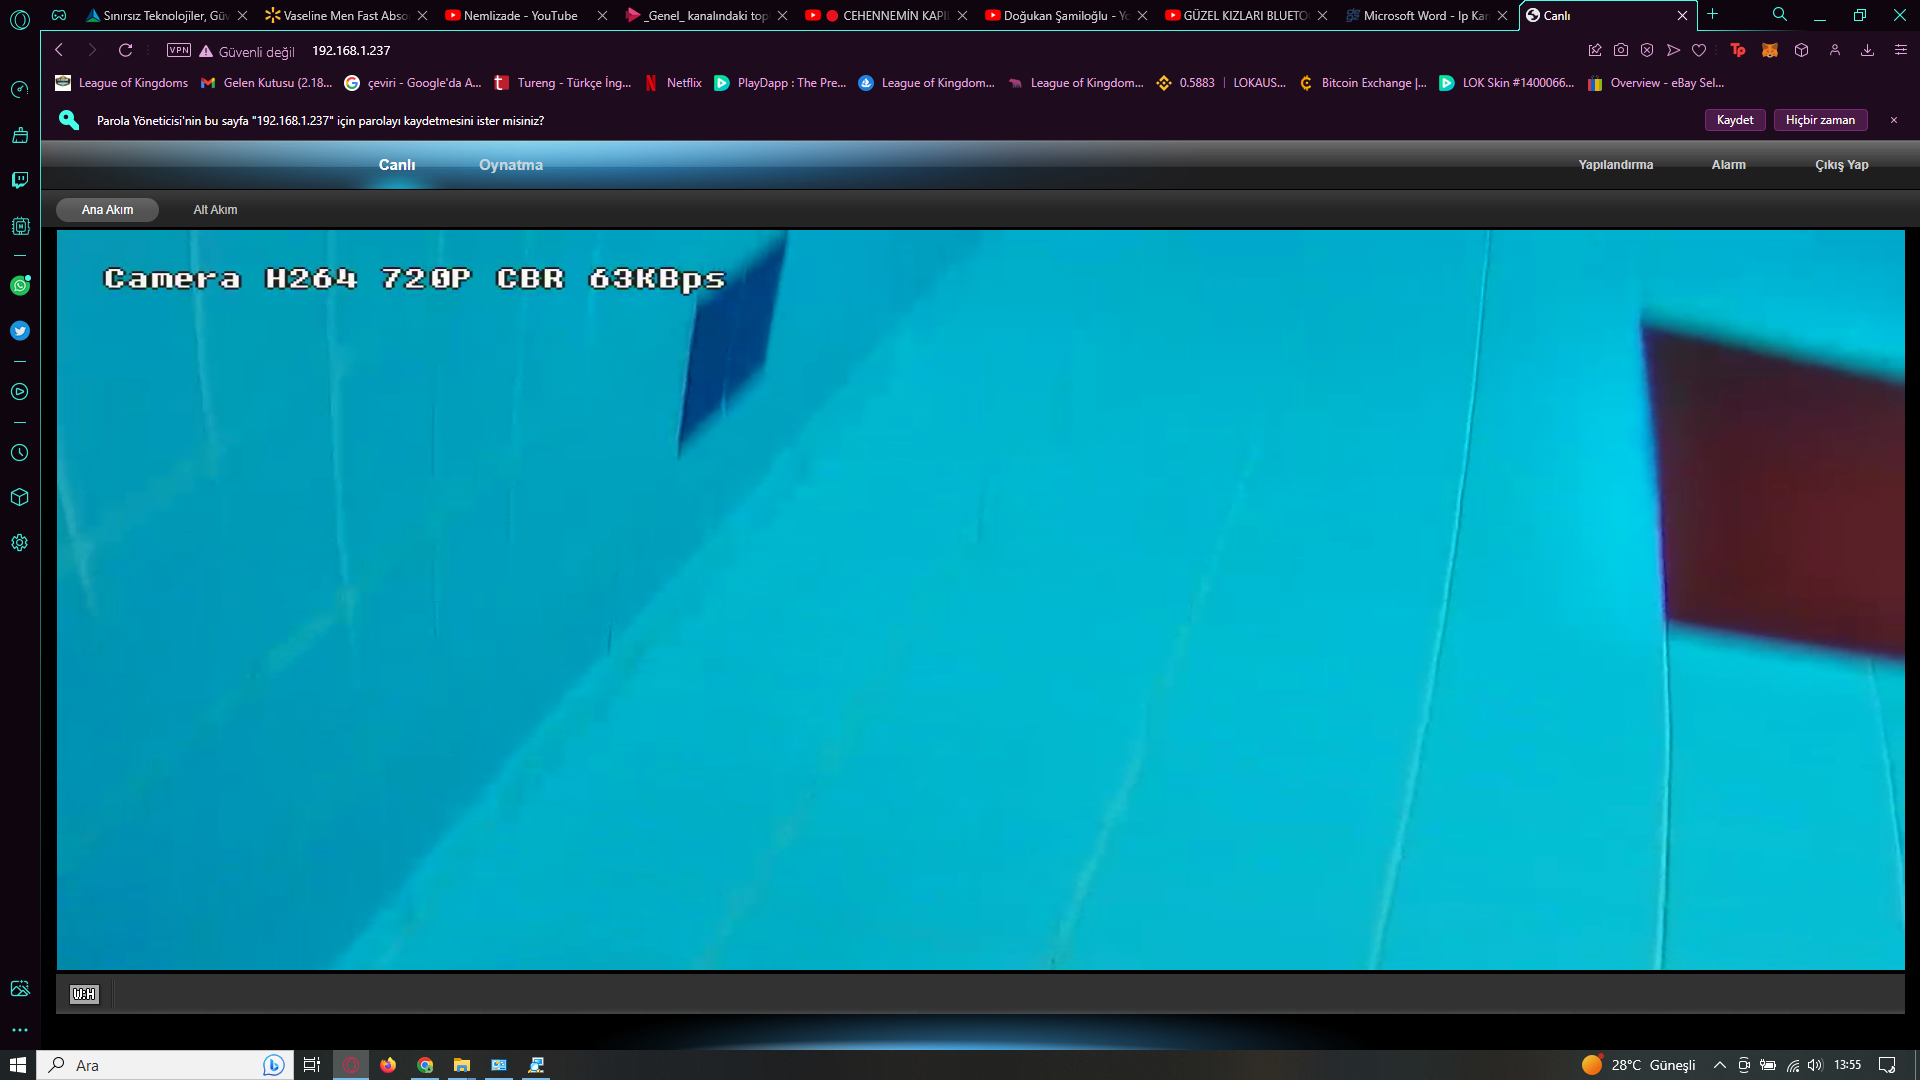 Sınırsız Teknolojiler, Güv
Vaseline Men Fast Abso
Nemlizade - YouTube
_Genel_ kanalındaki top
CEHENNEMİN KAPI
Doğukan Şamiloğlu - Yo
GÜZEL KIZLARI BLUETO
Microsoft Word - Ip Kam
Canlı
VPN
Güvenli değil
192.168.1.237
Tp
League of Kingdoms
Gelen Kutusu (2.18...
çeviri - Google'da A...
Tureng - Türkçe İng...
Netflix
PlayDapp : The Pre...
League of Kingdom...
League of Kingdom...
0.5883 | LOKAUS...
Bitcoin Exchange |...
LOK Skin #1400066...
Overview - eBay Sel...
Parola Yöneticisi'nin bu sayfa "192.168.1.237" için parolayı kaydetmesini ister misiniz?
Kaydet
Hiçbir zaman
Canlı
Oynatma
Yapılandırma
Alarm
Çıkış Yap
Ana Akım
Alt Akım
Camera H264 720P CBR 63KBps
W:H
Ara
28°C Güneşli
13:55